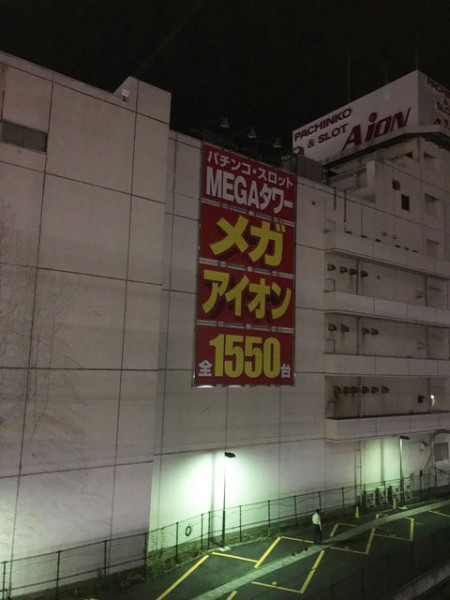 PACHINKO
& SLOT
AiON
パチンコ・スロット
MEGAタワー
メガ
アイオン
全1550台